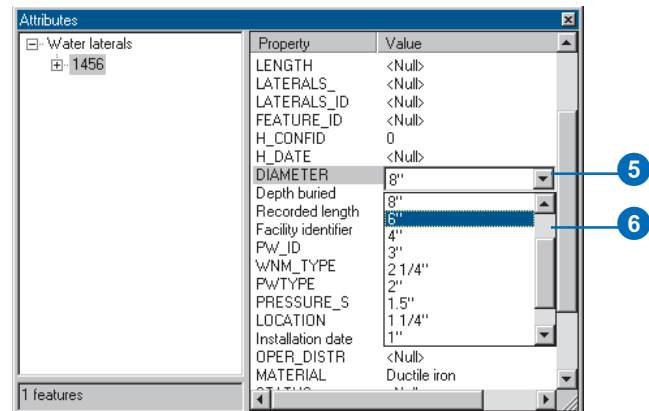 Attributes
Water laterals
1456
1 features
Property Value
LENGTH <Null>
LATERALS_ <Null>
LATERALS_ID <Null>
FEATURE_ID <Null>
H_CONFID 0
H_DATE <Null>
DIAMETER 8"
Depth buried
Recorded length
Facility identifier
PW_ID
WNM_TYPE
PWTYPE
PRESSURE_S
LOCATION
Installation date
OPER_DISTR <Null>
MATERIAL Ductile iron
8"
6"
4"
3"
2 1/4"
2"
1.5"
1 1/4"
1"
5
6